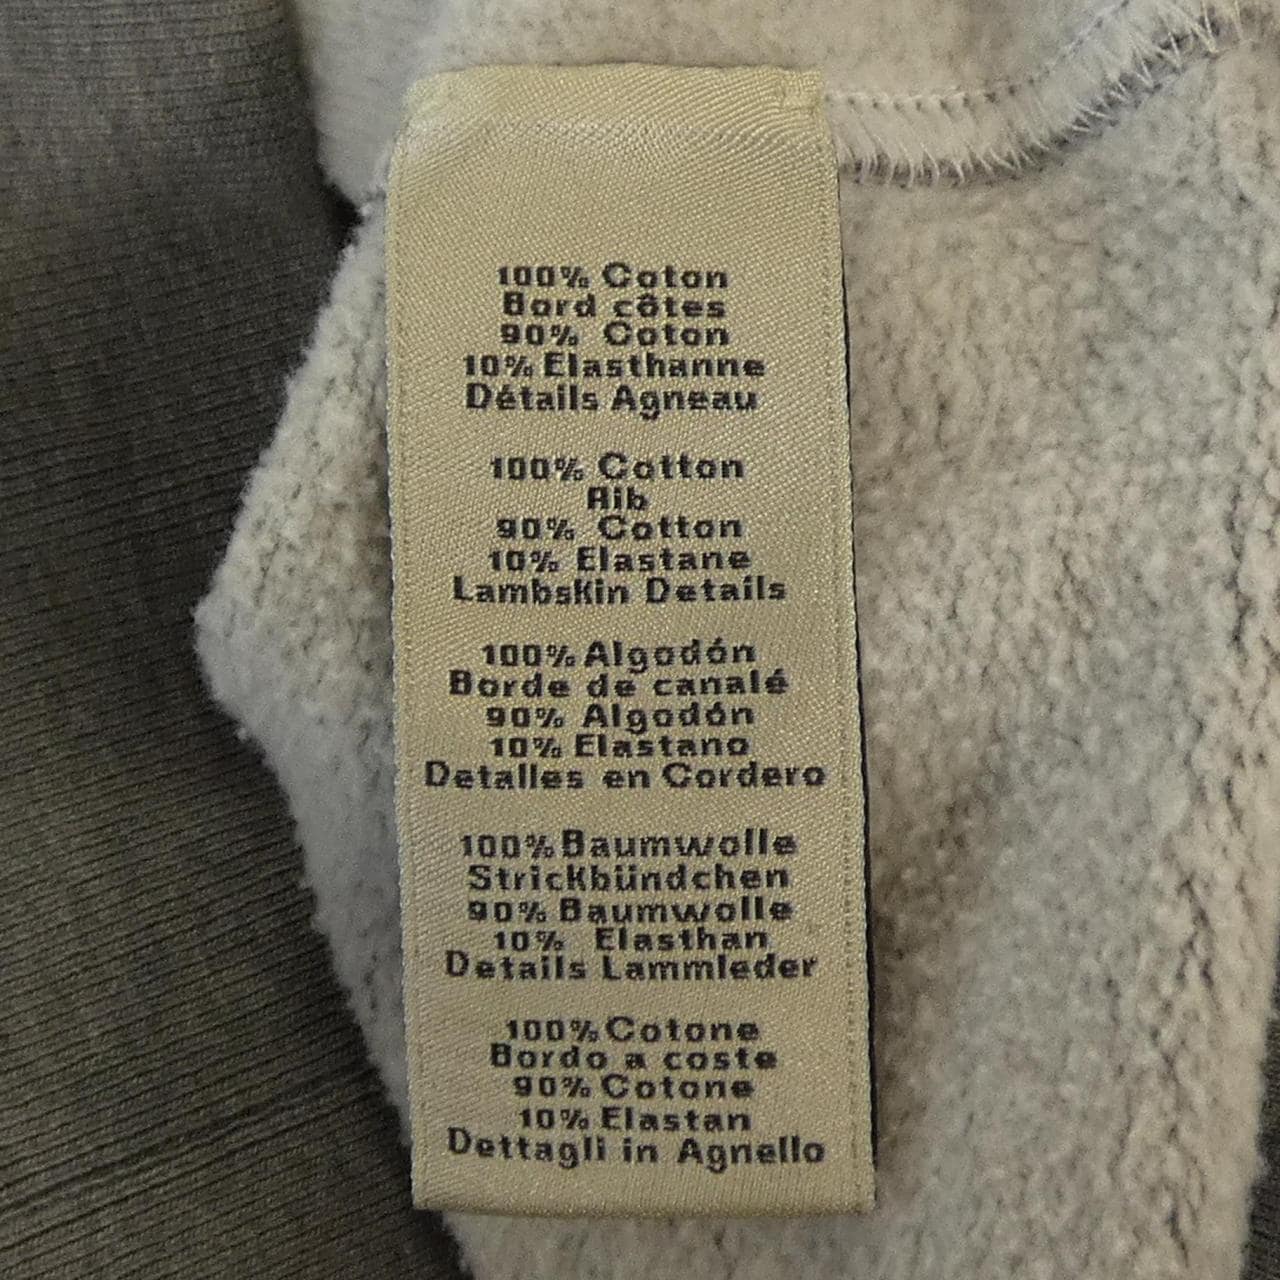 100% Coton
Bord côtes
90% Coton
10% Elasthanne
Détails Agneau
100% Cotton
Rib
90% Cotton
10% Elastane
Lambskin Details
100% Algodón
Borde de canalé
90% Algodón
10% Elastano
Detalles en Cordero
100% Baumwolle
Strickbündchen
90% Baumwolle
10% Elasthan
Details Lammleder
100% Cotone
Bordo a coste
90% Cotone
10% Elastan
Dettagli in Agnello